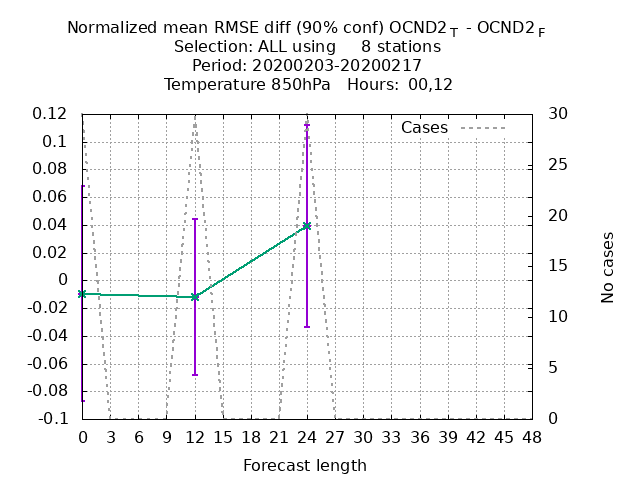 Normalized mean RMSE diff (90% conf) OCND2 T - OCND2 F
Selection: ALL using 8 stations
Period: 20200203-20200217
Temperature 850hPa Hours: 00,12
Cases
0.12
0.1
0.08
0.06
0.04
0.02
0
-0.02
-0.04
-0.06
-0.08
-0.1
30
25
20
15
10
5
0
No cases
0 3 6 9 12 15 18 21 24 27 30 33 36 39 42 45 48
Forecast length